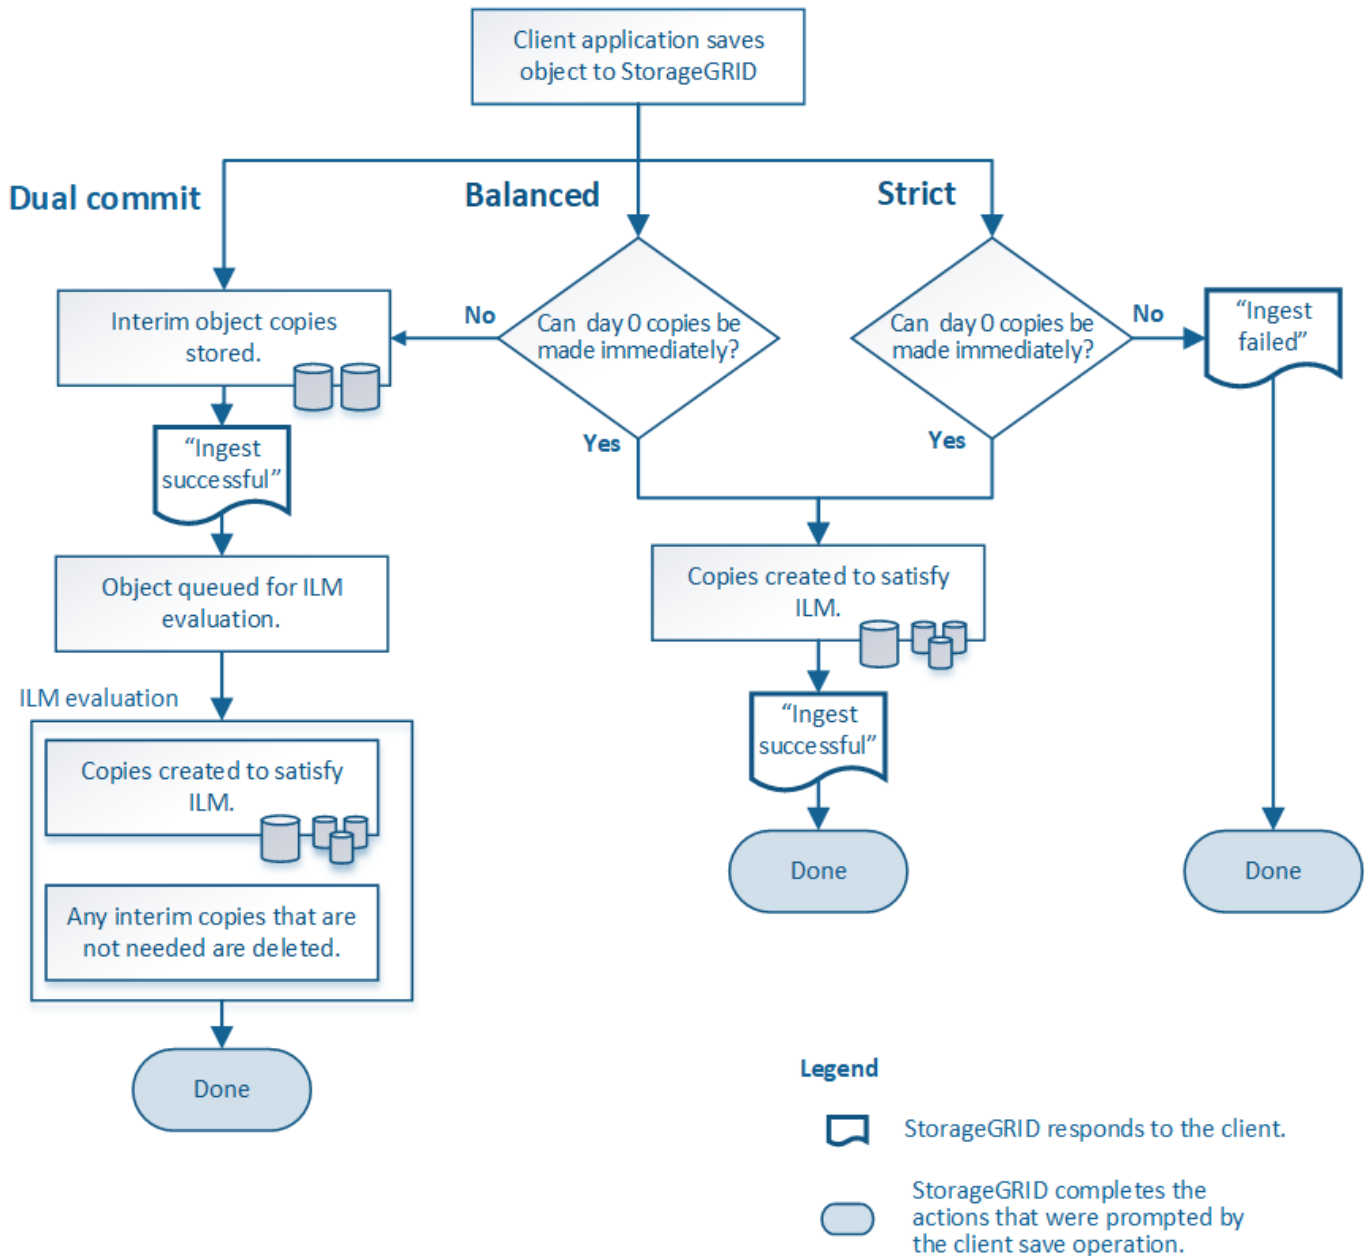 Client application saves
object to StorageGRID
Dual commit
Balanced
Strict
Interim object copies
stored.
No
Can day 0 copies be
made immediately?
Can day 0 copies be
made immediately?
No
“Ingest
failed”
Yes
Yes
“Ingest
successful”
Object queued for ILM
evaluation.
Copies created to satisfy
ILM.
ILM evaluation
“Ingest
successful”
Copies created to satisfy
ILM.
Done
Done
Any interim copies that are
not needed are deleted.
Done
Legend
StorageGRID responds to the client.
StorageGRID completes the
actions that were prompted by
the client save operation.